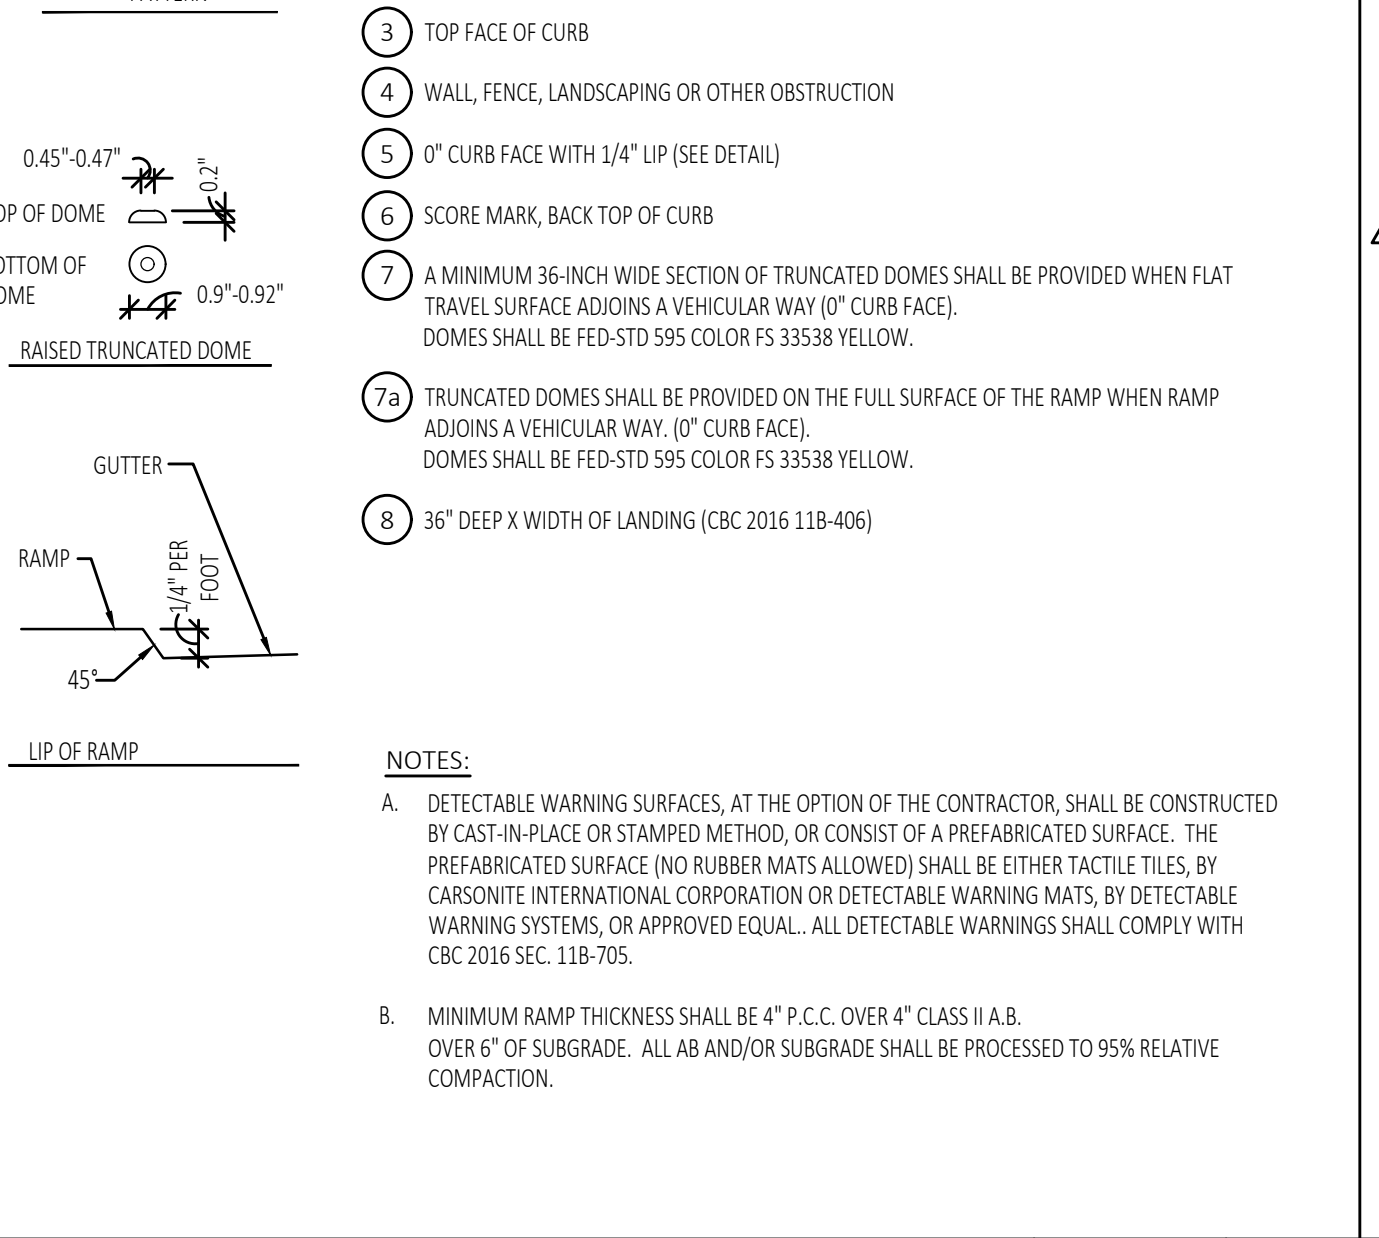 3 TOP FACE OF CURB
4 WALL, FENCE, LANDSCAPING OR OTHER OBSTRUCTION
5 0" CURB FACE WITH 1/4" LIP (SEE DETAIL)
6 SCORE MARK, BACK TOP OF CURB
7 A MINIMUM 36-INCH WIDE SECTION OF TRUNCATED DOMES SHALL BE PROVIDED WHEN FLAT
TRAVEL SURFACE ADJOINS A VEHICULAR WAY (0" CURB FACE).
DOMES SHALL BE FED-STD 595 COLOR FS 33538 YELLOW.
7a TRUNCATED DOMES SHALL BE PROVIDED ON THE FULL SURFACE OF THE RAMP WHEN RAMP
ADJOINS A VEHICULAR WAY. (0" CURB FACE).
DOMES SHALL BE FED-STD 595 COLOR FS 33538 YELLOW.
8 36" DEEP X WIDTH OF LANDING (CBC 2016 11B-406)
0.45"-0.47"
0.2"
OP OF DOME
OTTOM OF
OME
0.9"-0.92"
RAISED TRUNCATED DOME
GUTTER
RAMP
1/4" PER
FOOT
45°
LIP OF RAMP
NOTES:
A. DETECTABLE WARNING SURFACES, AT THE OPTION OF THE CONTRACTOR, SHALL BE CONSTRUCTED
BY CAST-IN-PLACE OR STAMPED METHOD, OR CONSIST OF A PREFABRICATED SURFACE. THE
PREFABRICATED SURFACE (NO RUBBER MATS ALLOWED) SHALL BE EITHER TACTILE TILES, BY
CARSONITE INTERNATIONAL CORPORATION OR DETECTABLE WARNING MATS, BY DETECTABLE
WARNING SYSTEMS, OR APPROVED EQUAL.. ALL DETECTABLE WARNINGS SHALL COMPLY WITH
CBC 2016 SEC. 11B-705.
B. MINIMUM RAMP THICKNESS SHALL BE 4" P.C.C. OVER 4" CLASS II A.B.
OVER 6" OF SUBGRADE. ALL AB AND/OR SUBGRADE SHALL BE PROCESSED TO 95% RELATIVE
COMPACTION.